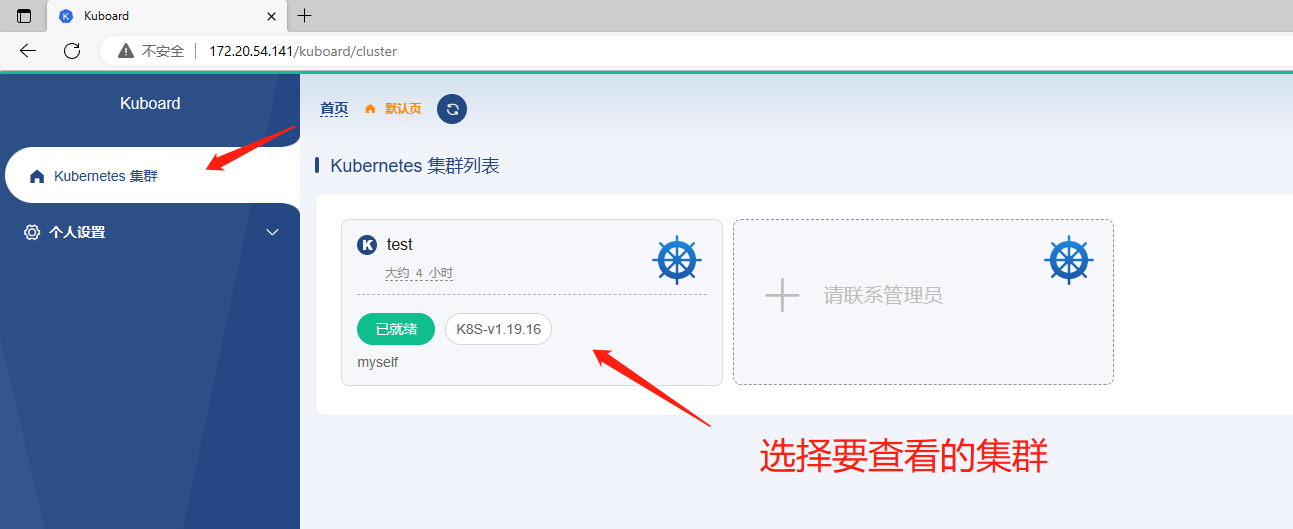 Kuboard
不安全 172.20.54.141/kuboard/cluster
Kuboard
首页 默认页
Kubernetes 集群
个人设置
Kubernetes 集群列表
K test
大约 4 小时
已就绪 K8S-v1.19.16
myself
请联系管理员
选择要查看的集群